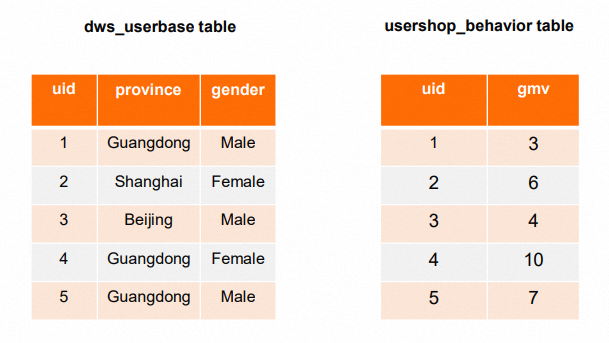 dws_userbase table
uid province gender
1 Guangdong Male
2 Shanghai Female
3 Beijing Male
4 Guangdong Female
5 Guangdong Male
usershop_behavior table
uid gmv
1 3
2 6
3 4
4 10
5 7